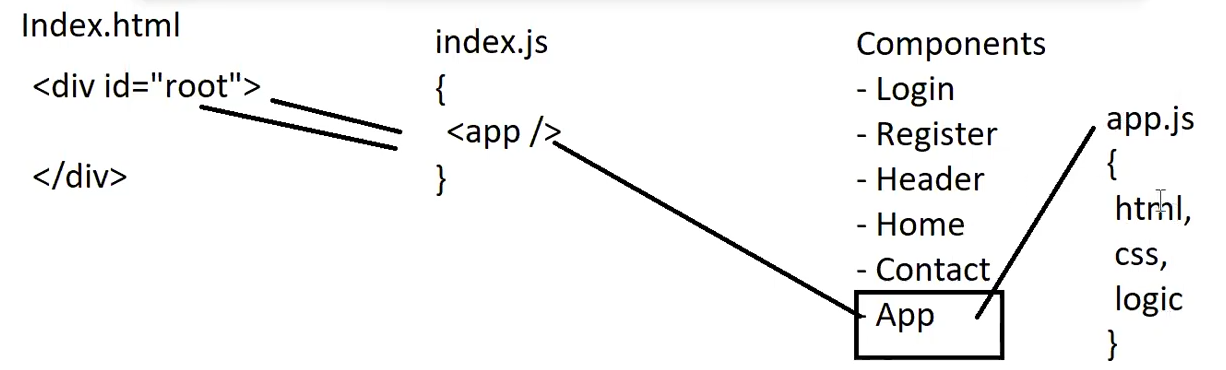 Index.html
<div id="root">
</div>
index.js
{
<app />
}
Components
- Login
- Register
- Header
- Home
- Contact
- App
app.js
{
html,
css,
logic
}